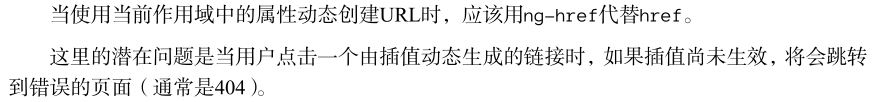 当使用当前作用域中的属性动态创建URL时，应该用ng-href代替href。
这里的潜在问题是当用户点击一个由插值动态生成的链接时，如果插值尚未生效，将会跳转
到错误的页面（通常是404）。